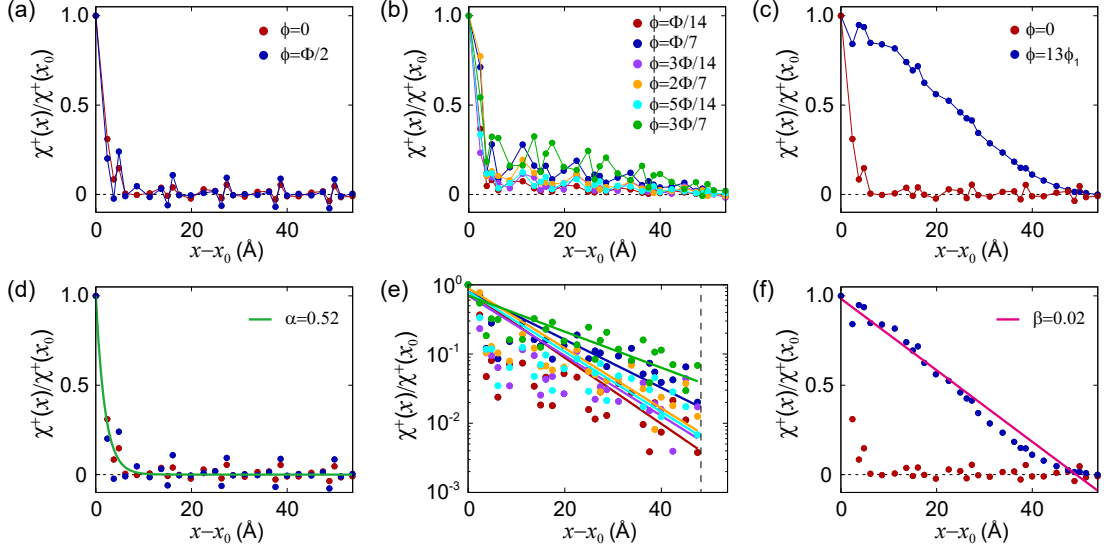 (a)
χ⁺(x)/χ⁺(x₀)
1.0
0.5
0
ϕ=0
ϕ=Φ/2
0 20 40
x−x₀ (Å)
(b)
χ⁺(x)/χ⁺(x₀)
1.0
0.5
0
ϕ=Φ/14
ϕ=Φ/7
ϕ=3Φ/14
ϕ=2Φ/7
ϕ=5Φ/14
ϕ=3Φ/7
0 20 40
x−x₀ (Å)
(c)
χ⁺(x)/χ⁺(x₀)
1.0
0.5
0
ϕ=0
ϕ=13ϕ₁
0 20 40
x−x₀ (Å)
(d)
χ⁺(x)/χ⁺(x₀)
1.0
0.5
0
α=0.52
0 20 40
x−x₀ (Å)
(e)
χ⁺(x)/χ⁺(x₀)
10⁰
10⁻¹
10⁻²
10⁻³
0 20 40
x−x₀ (Å)
(f)
χ⁺(x)/χ⁺(x₀)
1.0
0.5
0
β=0.02
0 20 40
x−x₀ (Å)